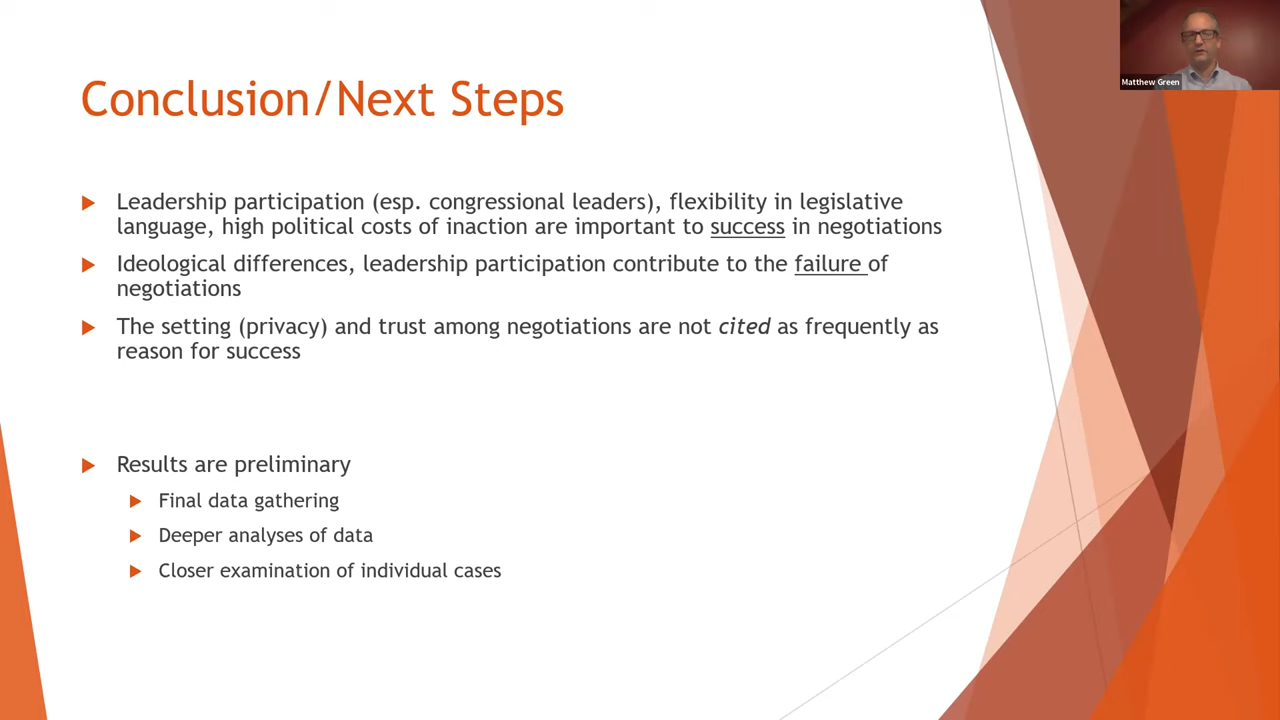 Matthew Green
Conclusion/Next Steps
Leadership participation (esp. congressional leaders), flexibility in legislative
language, high political costs of inaction are important to success in negotiations
Ideological differences, leadership participation contribute to the failure of
negotiations
The setting (privacy) and trust among negotiations are not cited as frequently as
reason for success
Results are preliminary
Final data gathering
Deeper analyses of data
Closer examination of individual cases